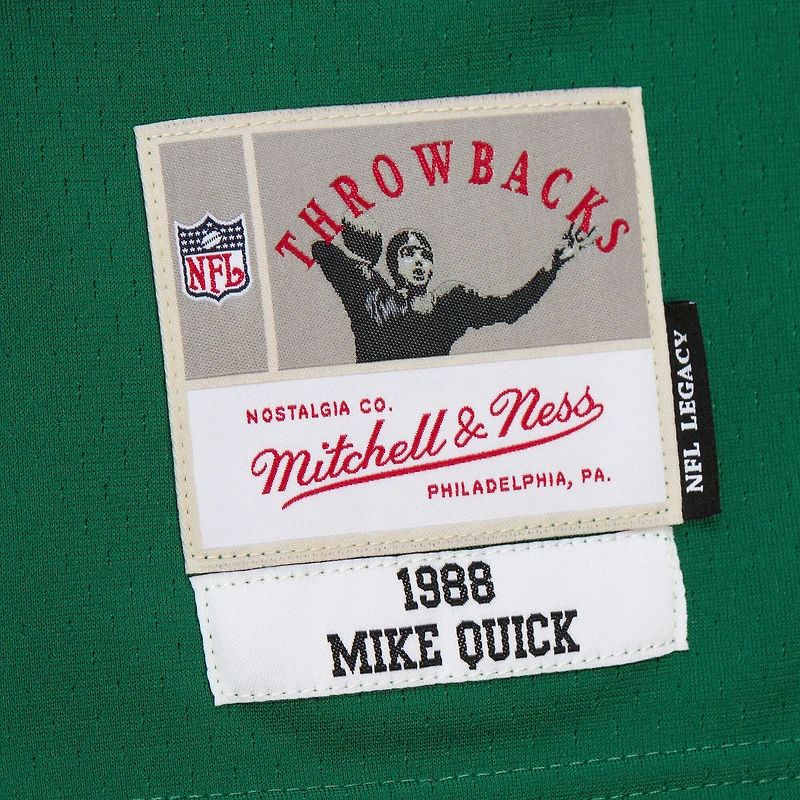 THROWBACKS
NFL
NOSTALGIA CO.
Mitchell & Ness
PHILADELPHIA, PA.
NFL LEGACY
1988
MIKE QUICK